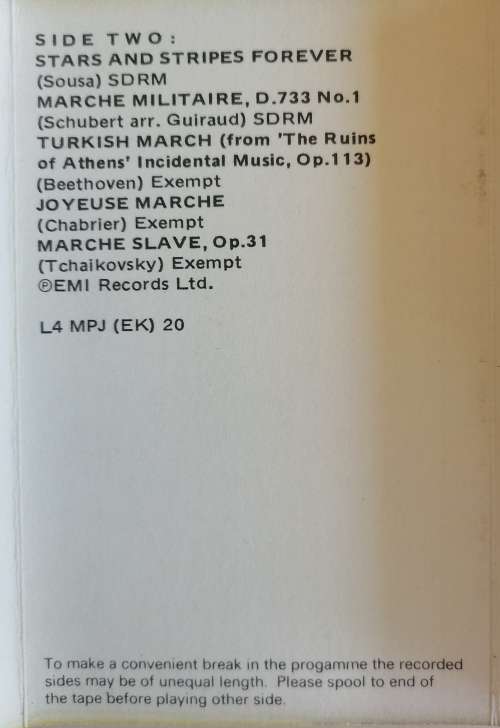 SIDE TWO:
STARS AND STRIPES FOREVER
(Sousa) SDRM
MARCHE MILITAIRE, D.733 No.1
(Schubert arr. Guiraud) SDRM
TURKISH MARCH (from 'The Ruins
of Athens' Incidental Music, Op.113)
(Beethoven) Exempt
JOYEUSE MARCHE
(Chabrier) Exempt
MARCHE SLAVE, Op.31
(Tchaikovsky) Exempt
℗EMI Records Ltd.
L4 MPJ (EK) 20
To make a convenient break in the progamme the recorded
sides may be of unequal length. Please spool to end of
the tape before playing other side.